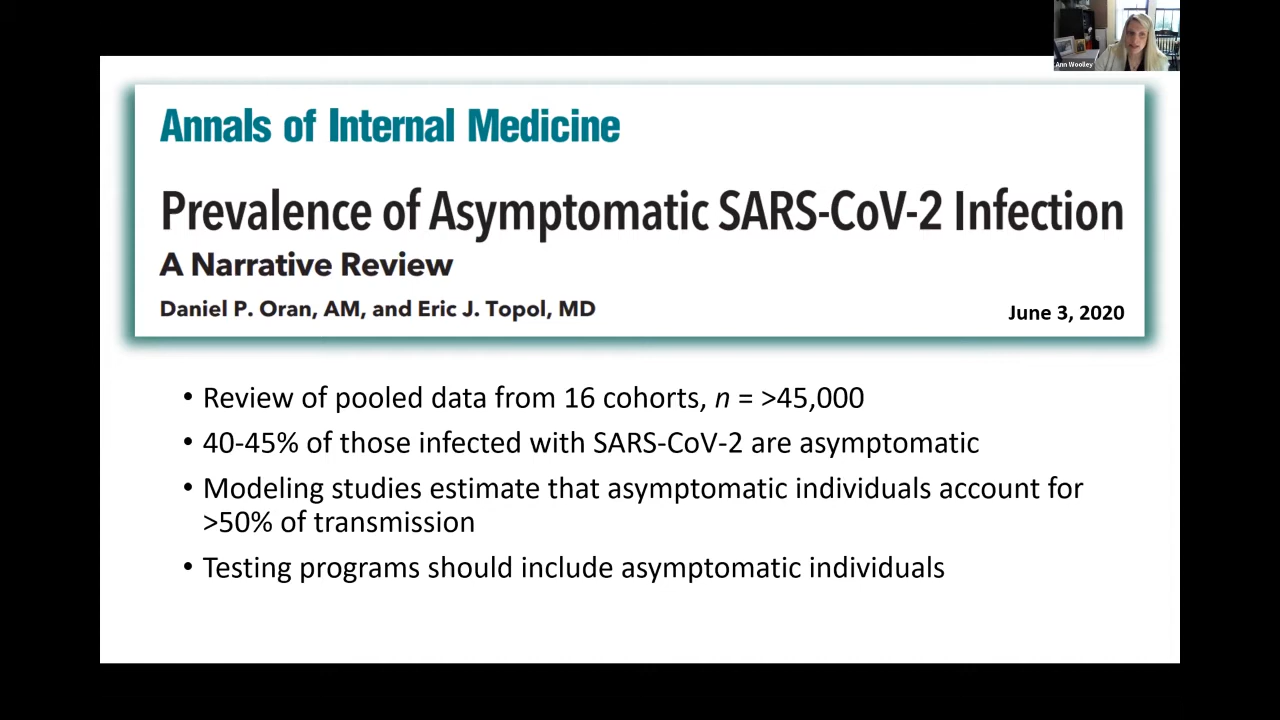 Ann Woolley
Annals of Internal Medicine
Prevalence of Asymptomatic SARS-CoV-2 Infection
A Narrative Review
Daniel P. Oran, AM, and Eric J. Topol, MD
June 3, 2020
• Review of pooled data from 16 cohorts, n = >45,000
• 40-45% of those infected with SARS-CoV-2 are asymptomatic
• Modeling studies estimate that asymptomatic individuals account for
>50% of transmission
• Testing programs should include asymptomatic individuals